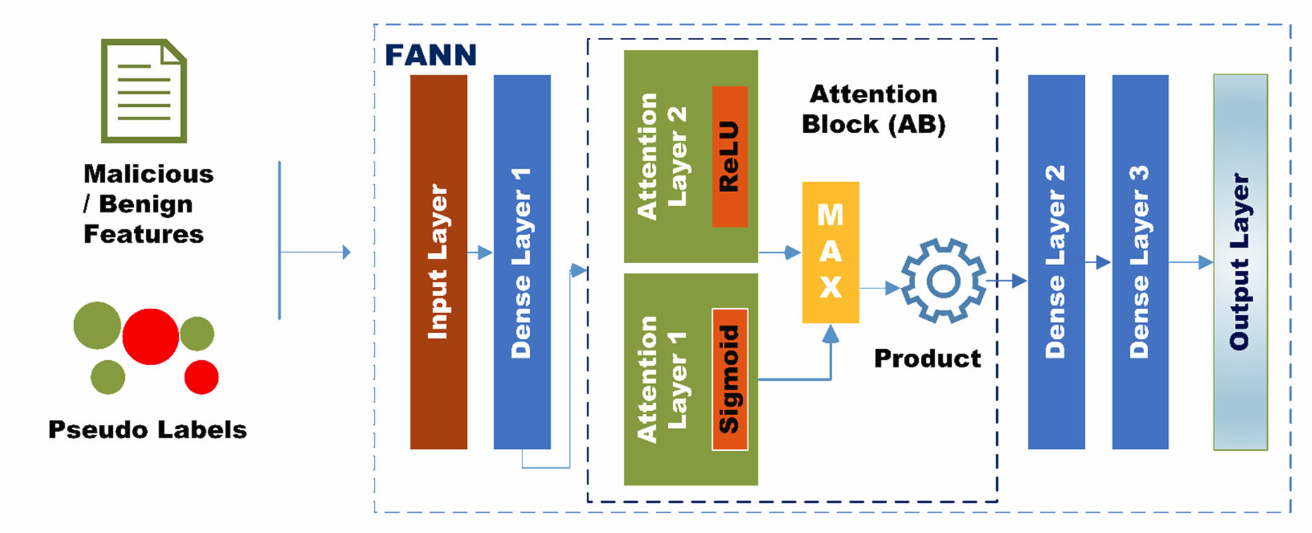 Malicious
/ Benign
Features
Pseudo Labels
FANN
Input Layer
Dense Layer 1
Attention
Layer 2
ReLU
Attention
Layer 1
Sigmoid
Attention
Block (AB)
MAX
Product
Dense Layer 2
Dense Layer 3
Output Layer